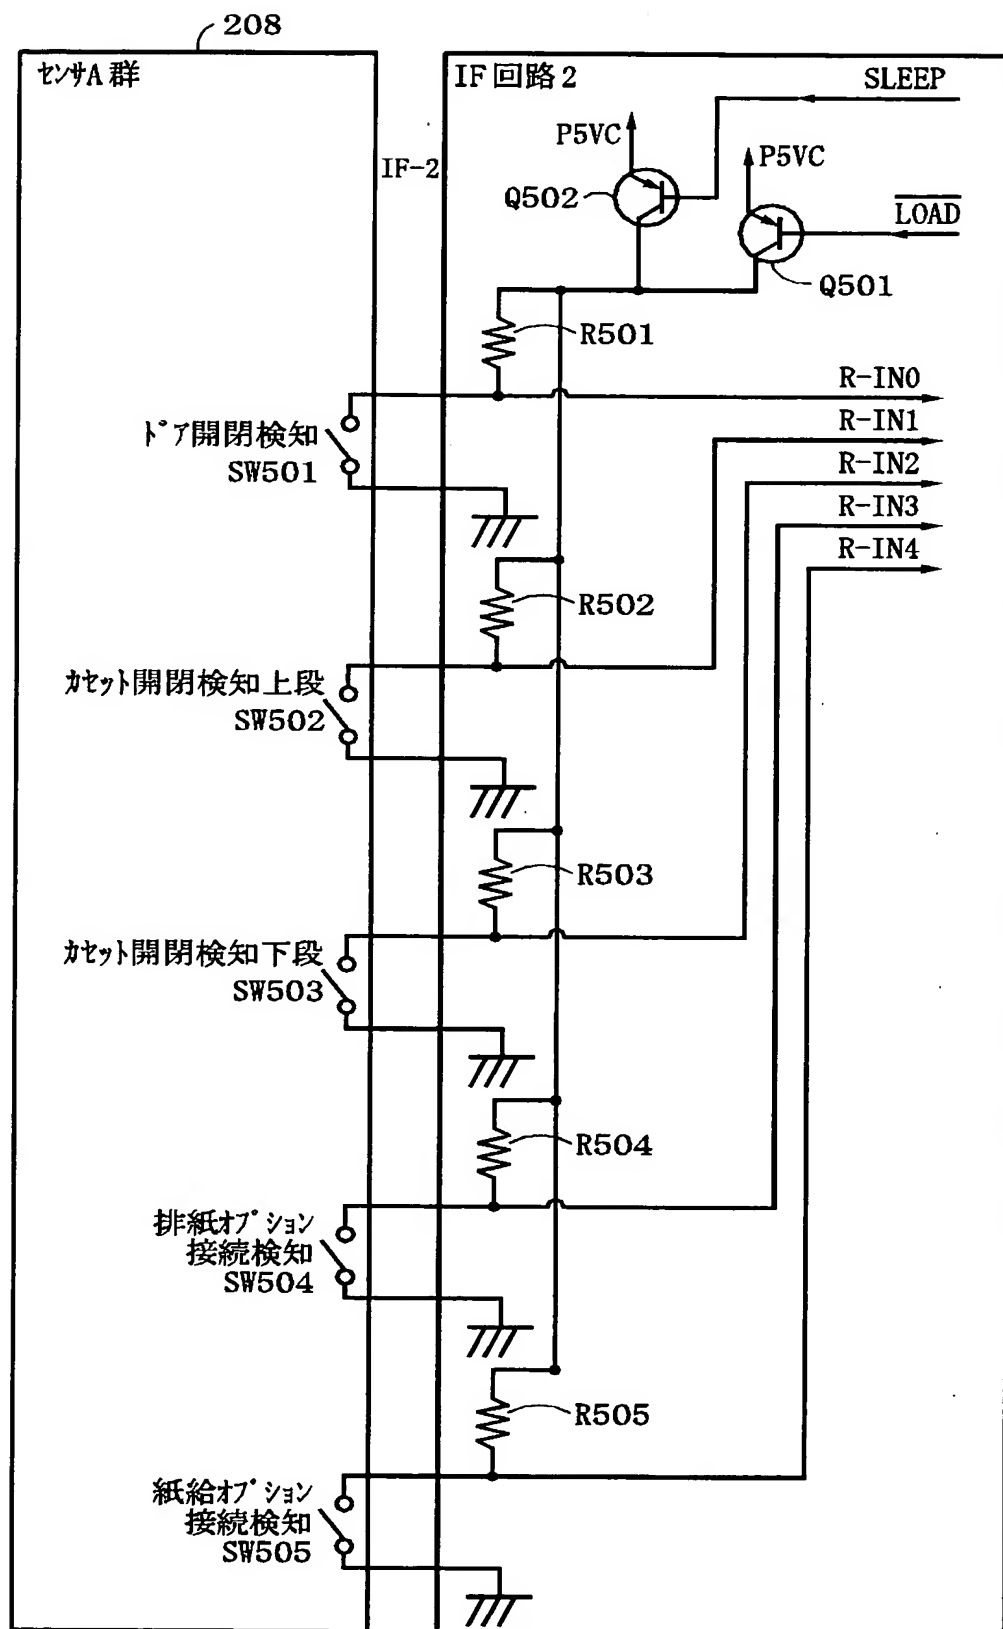 208
センサA 群
IF 回路 2
SLEEP
P5VC
P5VC
IF-2
Q502
LOAD
Q501
R501
R-IN0
R-IN1
ドア開閉検知
SW501
R-IN2
R-IN3
R-IN4
R502
カセット開閉検知上段
SW502
R503
カセット開閉検知下段
SW503
R504
排紙オプション
接続検知
SW504
R505
紙給オプション
接続検知
SW505